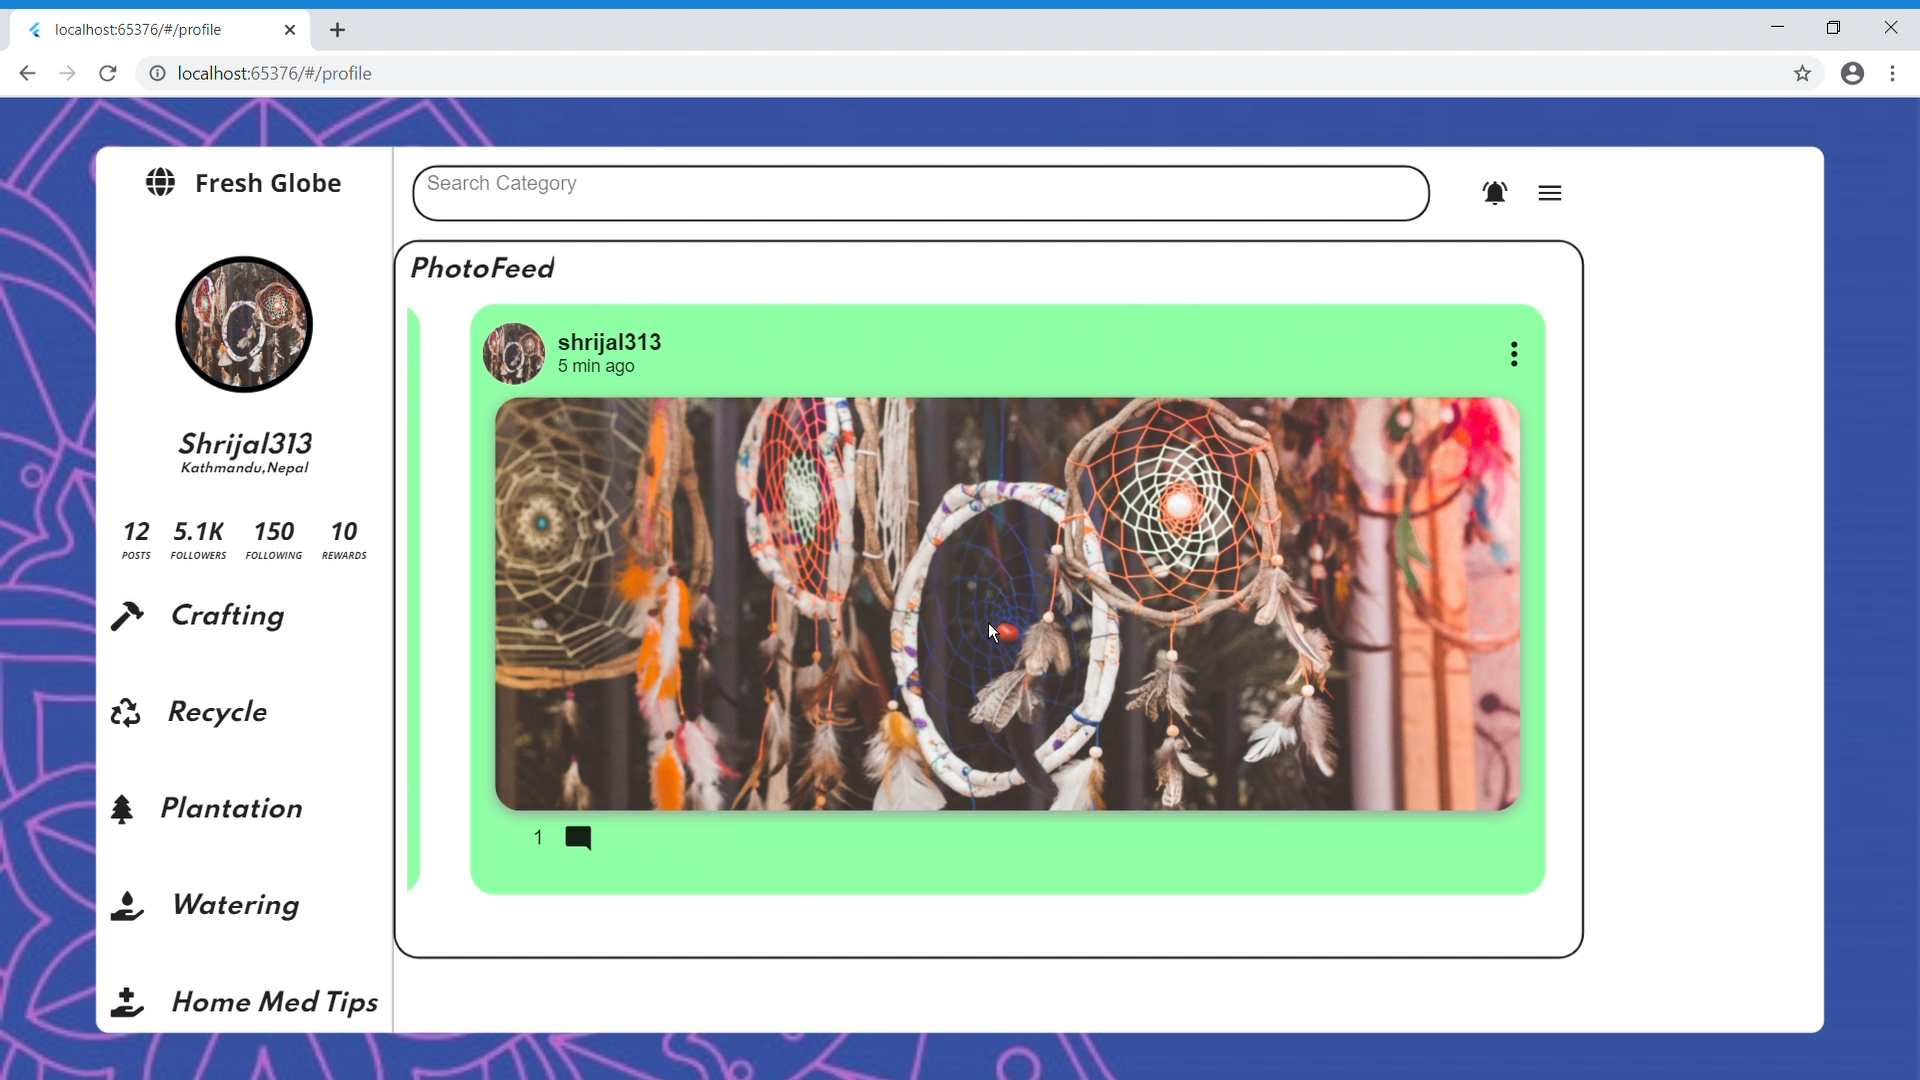 localhost:65376/#/profile
localhost:65376/#/profile
Fresh Globe
Search Category
PhotoFeed
shrijal313
5 min ago
Shrijal313
Kathmandu,Nepal
12 5.1K 150 10
POSTS FOLLOWERS FOLLOWING REWARDS
Crafting
Recycle
Plantation
1
Watering
Home Med Tips